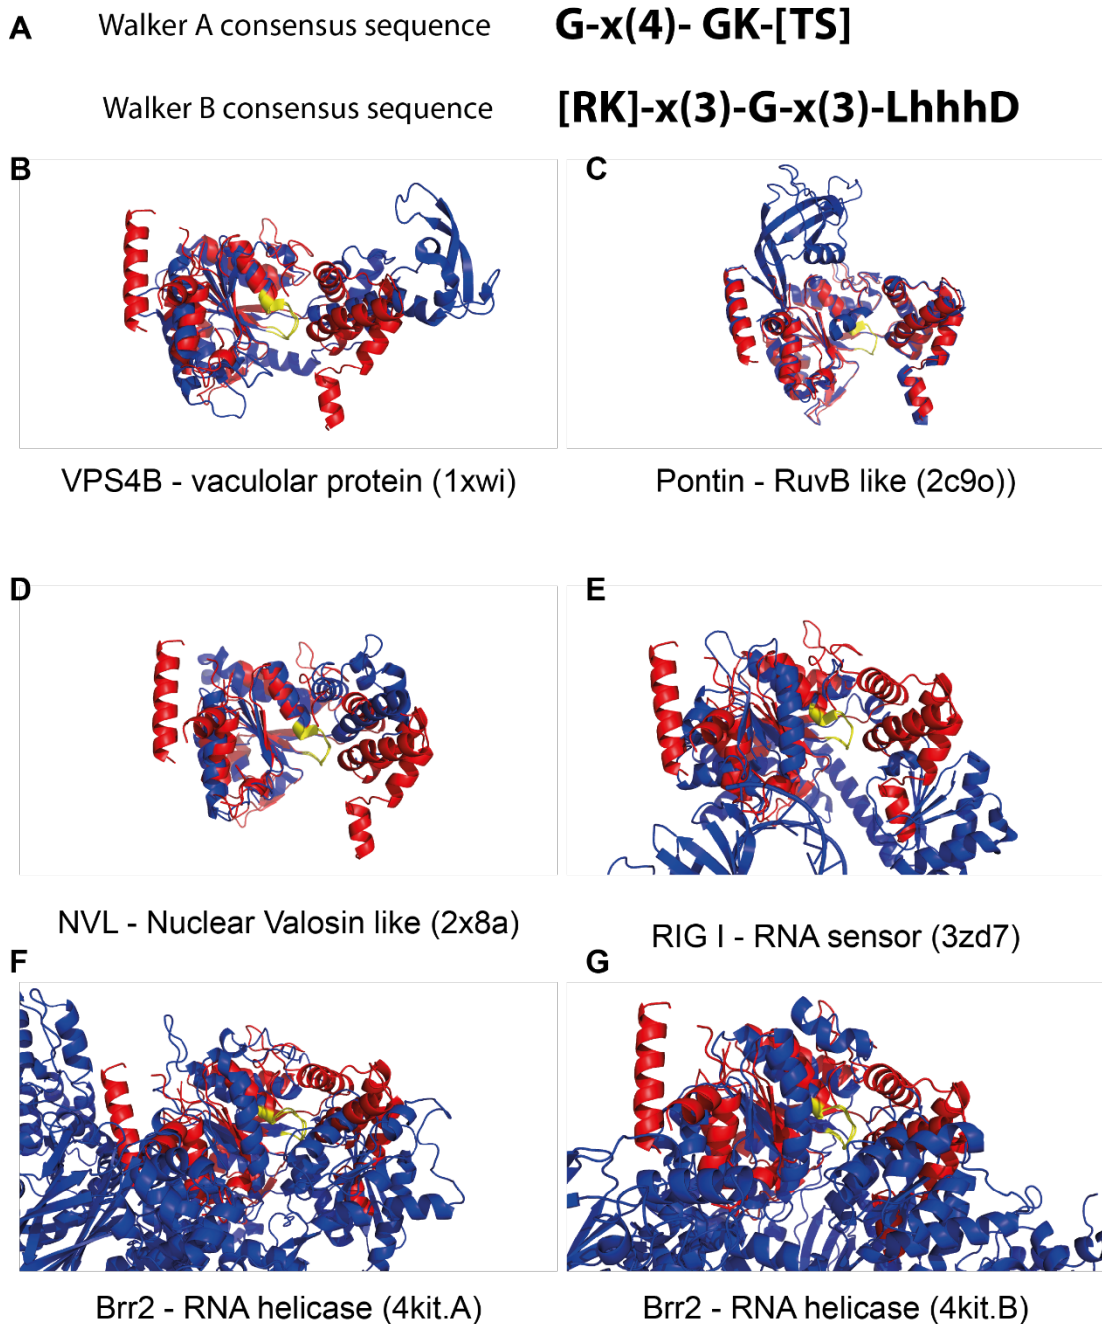 A Walker A consensus sequence G-x(4)- GK-[TS]
Walker B consensus sequence [RK]-x(3)-G-x(3)-LhhhD
B
C
VPS4B - vaculolar protein (1xwi)
Pontin - RuvB like (2c9o))
D
E
NVL - Nuclear Valosin like (2x8a)
RIG I - RNA sensor (3zd7)
F
G
Brr2 - RNA helicase (4kit.A)
Brr2 - RNA helicase (4kit.B)